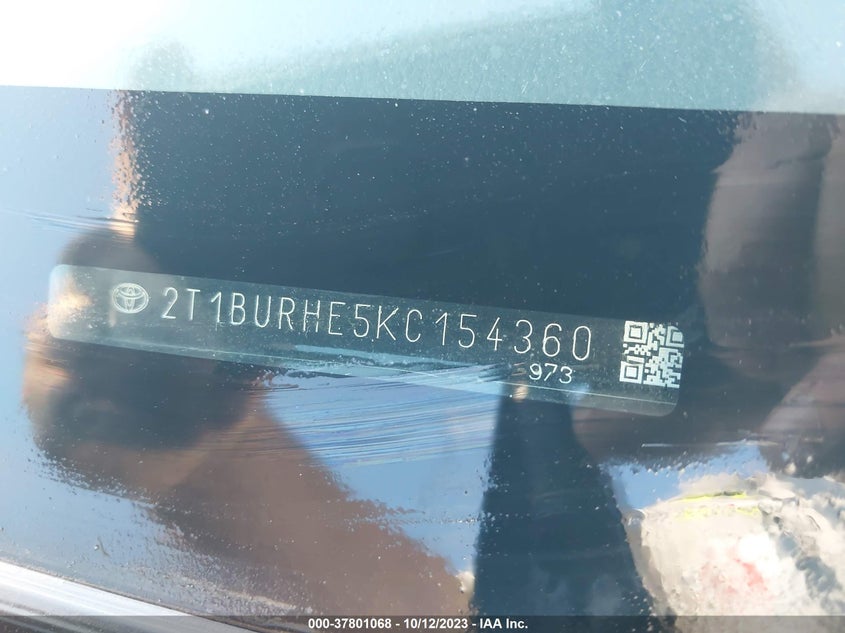 2T1BURHE5KC154360
973
000-37801068 - 10/12/2023 - IAA Inc.